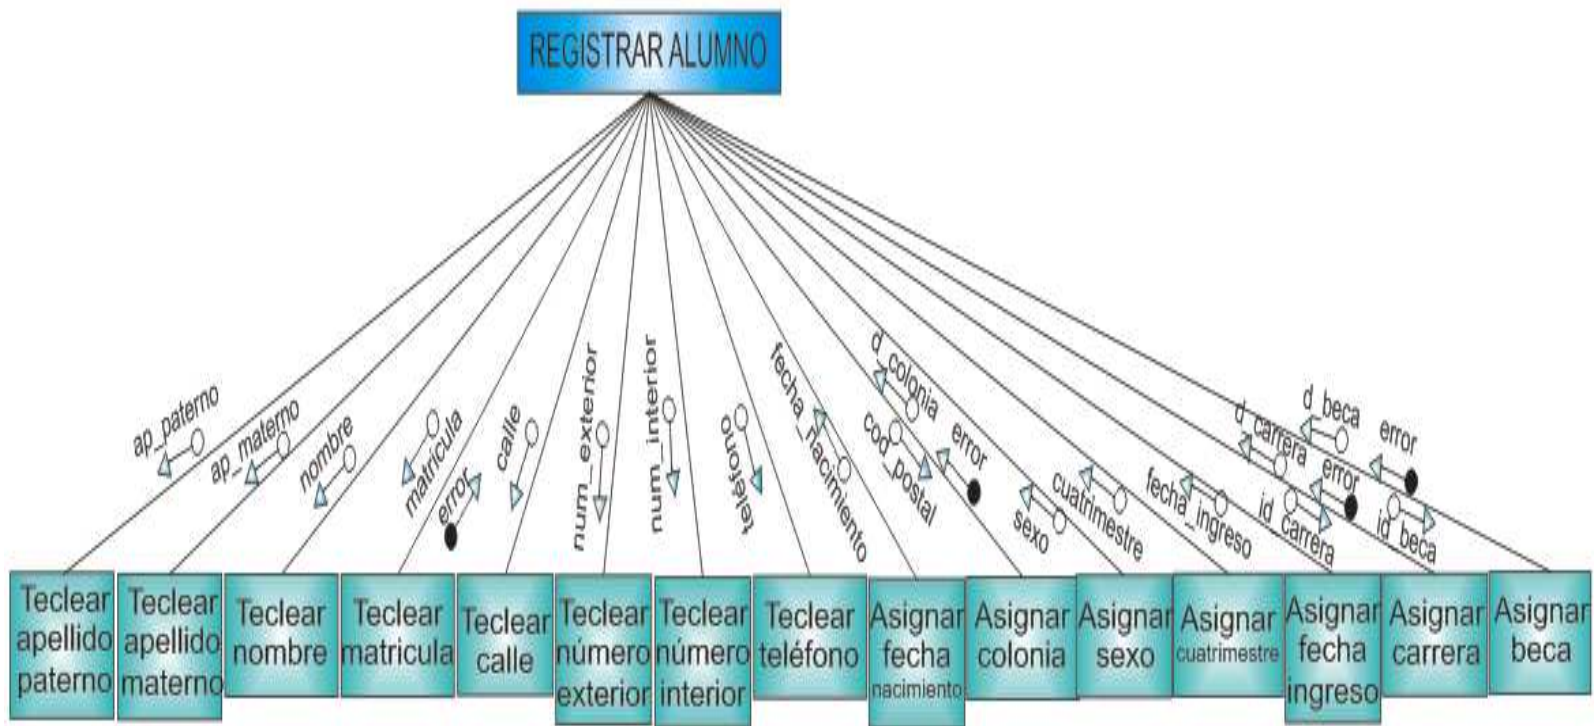 REGISTRAR ALUMNO
ap_paterno
ap_materno
nombre
matricula
error
calle
num_exterior
num_interior
teléfono
fecha_nacimiento
d_colonia
cod_postal
error
sexo
cuatrimestre
fecha_ingreso
d_carrera
id_carrera
error
d_beca
error
id_beca
Teclear
apellido
paterno
Teclear
apellido
materno
Teclear
nombre
Teclear
matricula
Teclear
calle
Teclear
número
exterior
Teclear
número
interior
Teclear
teléfono
Asignar
fecha
nacimiento
Asignar
colonia
Asignar
sexo
Asignar
cuatrimestre
Asignar
fecha
ingreso
Asignar
carrera
Asignar
beca